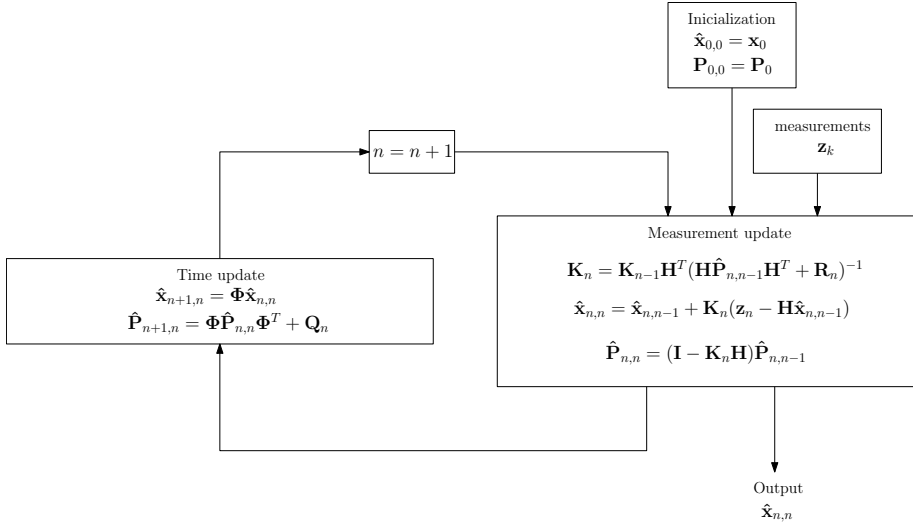 Inicialization
x̂₀,₀ = x₀
P₀,₀ = P₀
measurements
zₖ
n = n + 1
Measurement update
Kₙ = Kₙ₋₁Hᵀ(HP̂ₙ,ₙ₋₁Hᵀ + Rₙ)⁻¹
x̂ₙ,ₙ = x̂ₙ,ₙ₋₁ + Kₙ(zₙ − Hx̂ₙ,ₙ₋₁)
P̂ₙ,ₙ = (I − KₙH)P̂ₙ,ₙ₋₁
Time update
x̂ₙ₊₁,ₙ = Φx̂ₙ,ₙ
P̂ₙ₊₁,ₙ = ΦP̂ₙ,ₙΦᵀ + Qₙ
Output
x̂ₙ,ₙ